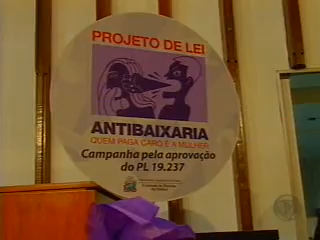 PROJETO DE LEI
ANTIBAIXARIA
QUEM PAGA CARO É A MULHER
Campanha pela aprovação
do PL 19.237